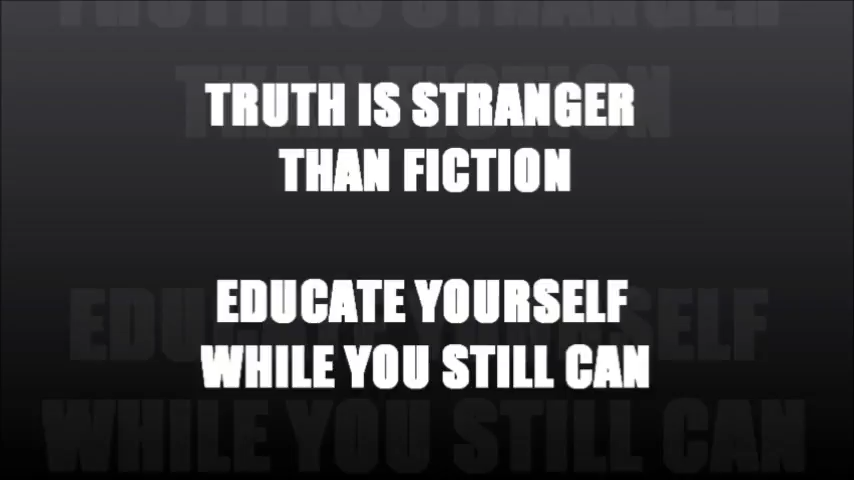 TRUTH IS STRANGER
THAN FICTION
EDUCATE YOURSELF
WHILE YOU STILL CAN